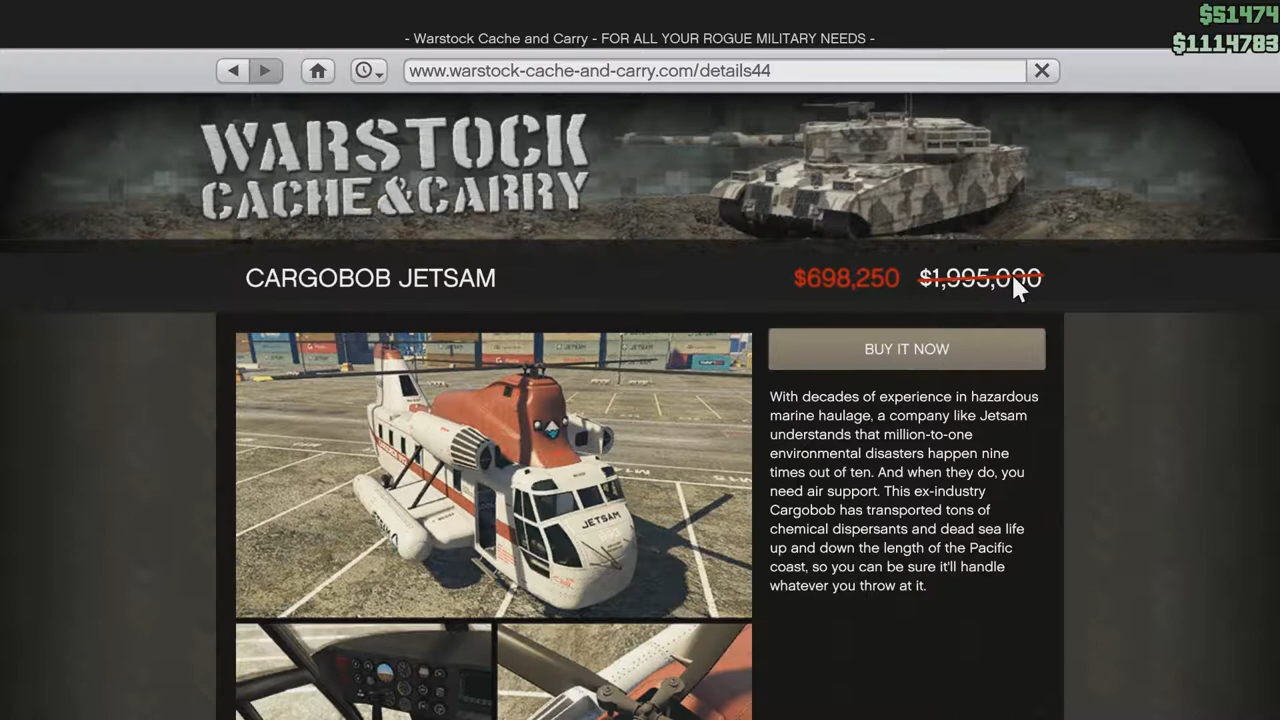 $51474
- Warstock Cache and Carry - FOR ALL YOUR ROGUE MILITARY NEEDS -
$1114783
www.warstock-cache-and-carry.com/details44
WARSTOCK
CACHE&CARRY
CARGOBOB JETSAM
$698,250 $1,995,000
BUY IT NOW
With decades of experience in hazardous
marine haulage, a company like Jetsam
understands that million-to-one
environmental disasters happen nine
times out of ten. And when they do, you
need air support. This ex-industry
Cargobob has transported tons of
chemical dispersants and dead sea life
up and down the length of the Pacific
coast, so you can be sure it'll handle
whatever you throw at it.
JETSAM